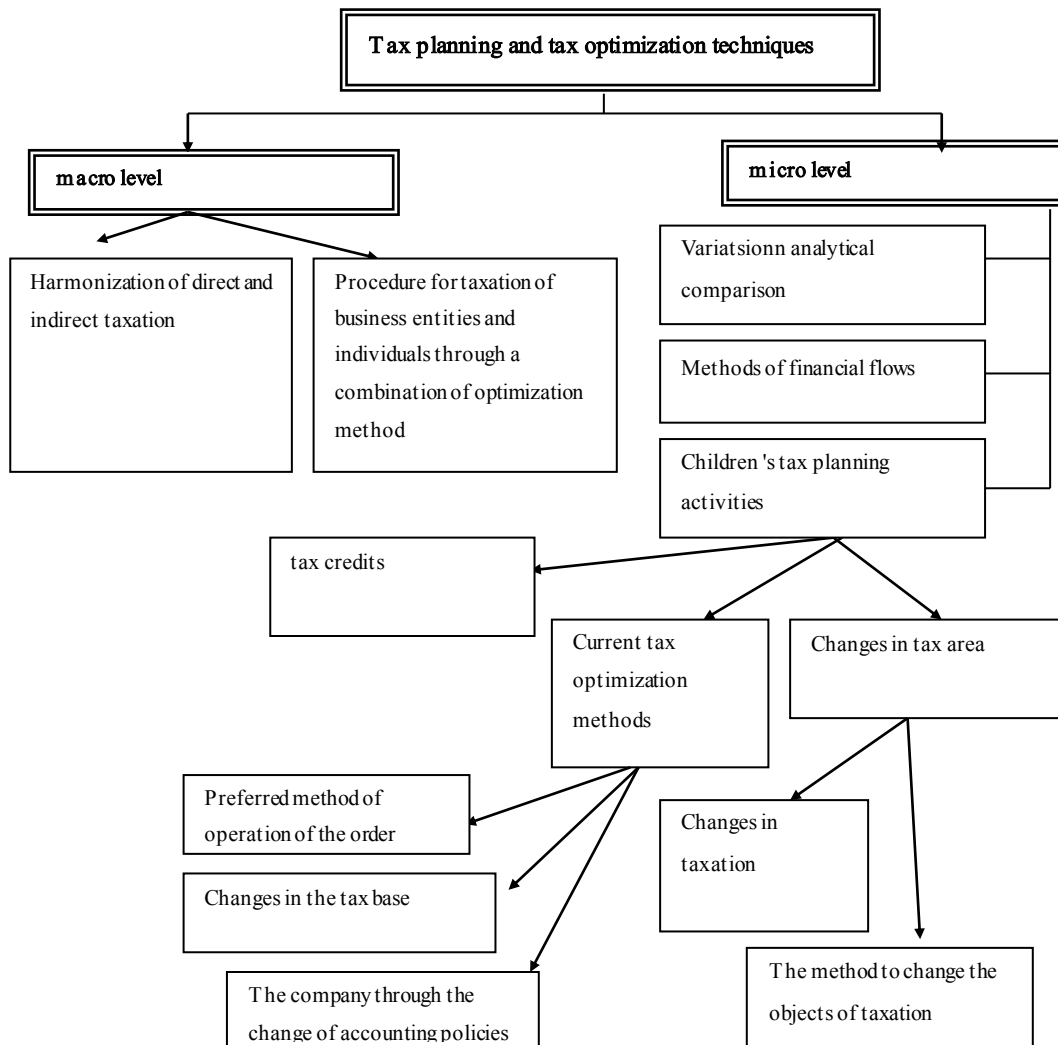 Tax planning and tax optimization techniques
macro level
micro level
Harmonization of direct and
indirect taxation
Procedure for taxation of
business entities and
individuals through a
combination of optimization
method
Variatsionn analytical
comparison
Methods of financial flows
Children 's tax planning
activities
tax credits
Current tax
optimization
methods
Changes in tax area
Preferred method of
operation of the order
Changes in the tax base
The company through the
change of accounting policies
Changes in
taxation
The method to change the
objects of taxation